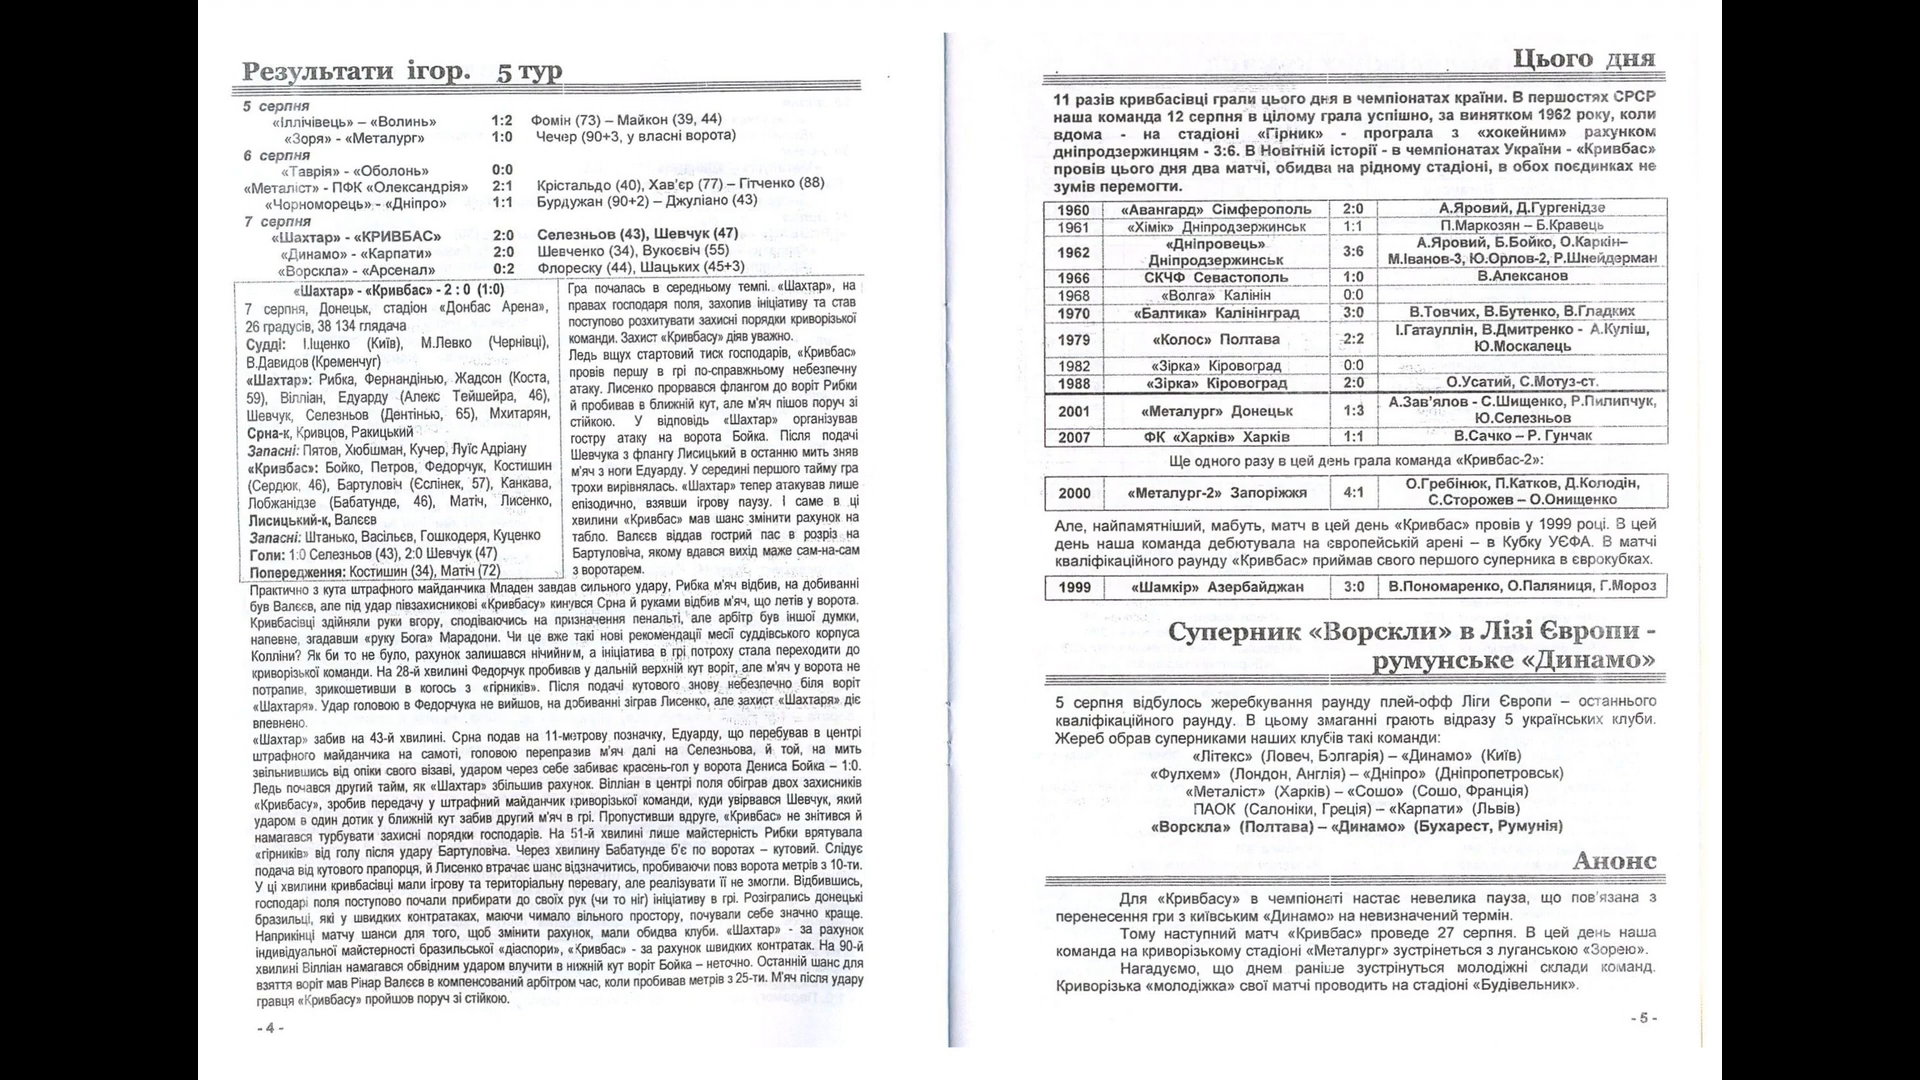 Результати ігор. 5 тур
5 серпня
«Іллічівець» – «Волинь» 1:2 Фомін (73) – Майкон (39, 44)
«Зоря» - «Металург» 1:0 Чечер (90+3, у власні ворота)
6 серпня
«Таврія» - «Оболонь» 0:0
«Металіст» - ПФК «Олександрія» 2:1 Крістальдо (40), Хав’єр (77) – Гітченко (88)
«Чорноморець» - «Дніпро» 1:1 Бурдужан (90+2) – Джуліано (43)
7 серпня
«Шахтар» - «КРИВБАС» 2:0 Селезньов (43), Шевчук (47)
«Динамо» - «Карпати» 2:0 Шевченко (34), Вукоєвіч (55)
«Ворскла» - «Арсенал» 0:2 Флореску (44), Шацьких (45+3)
«Шахтар» - «Кривбас» - 2 : 0 (1:0)
7 серпня, Донецьк, стадіон «Донбас Арена»,
26 градусів, 38 134 глядача
Судді: І.Іщенко (Київ), М.Левко (Чернівці),
В.Давидов (Кременчуг)
«Шахтар»: Рибка, Фернандінью, Жадсон (Коста,
59), Вілліан, Едуарду (Алекс Тейшейра, 46),
Шевчук, Селезньов (Дентінью, 65), Мхитарян,
Срна-к, Кривцов, Ракицький
Запасні: Пятов, Хюбшман, Кучер, Луїс Адріану
«Кривбас»: Бойко, Петров, Федорчук, Костишин
(Сердюк, 46), Бартуловіч (Єслінек, 57), Канкава,
Лобжанідзе (Бабатунде, 46), Матіч, Лисенко,
Лисицький-к, Валєєв
Запасні: Штанько, Васільєв, Гошкодеря, Куценко
Голи: 1:0 Селезньов (43), 2:0 Шевчук (47)
Попередження: Костишин (34), Матіч (72)
Гра почалась в середньому темпі. «Шахтар», на
правах господаря поля, захопив ініціативу та став
поступово розхитувати захисні порядки криворізької
команди. Захист «Кривбасу» діяв уважно.
Ледь вщух стартовий тиск господарів, «Кривбас»
провів першу в грі по-справжньому небезпечну
атаку. Лисенко прорвався флангом до воріт Рибки
й пробивав в ближній кут, але м’яч пішов поруч зі
стійкою. У відповідь «Шахтар» організував
гостру атаку на ворота Бойка. Після подачі
Шевчука з флангу Лисицький в останню мить зняв
м’яч з ноги Едуарду. У середині першого тайму гра
трохи вирівнялась. «Шахтар» тепер атакував лише
епізодично, взявши ігрову паузу. І саме в ці
хвилини «Кривбас» мав шанс змінити рахунок на
табло. Валєєв віддав гострий пас в розріз на
Бартуловіча, якому вдався вихід маже сам-на-сам
з воротарем.
Практично з кута штрафного майданчика Младен завдав сильного удару, Рибка м’яч відбив, на добиванні
був Валєєв, але під удар півзахисникові «Кривбасу» кинувся Срна й руками відбив м’яч, що летів у ворота.
Кривбасівці здійняли руки вгору, сподіваючись на призначення пенальті, але арбітр був іншої думки,
напевне, згадавши «руку Бога» Марадони. Чи це вже такі нові рекомендації месії суддівського корпуса
Колліни? Як би то не було, рахунок залишався нічийним, а ініціатива в грі потроху стала переходити до
криворізької команди. На 28-й хвилині Федорчук пробивав у дальній верхній кут воріт, але м’яч у ворота не
потрапив, зрикошетивши в когось з «гірників». Після подачі кутового знову небезпечно біля воріт
«Шахтаря». Удар головою в Федорчука не вийшов, на добиванні зіграв Лисенко, але захист «Шахтаря» діє
впевнено.
«Шахтар» забив на 43-й хвилині. Срна подав на 11-метрову позначку, Едуарду, що перебував в центрі
штрафного майданчика на самоті, головою переправив м’яч далі на Селезньова, й той, на мить
звільнившись від опіки свого візаві, ударом через себе забиває красень-гол у ворота Дениса Бойка – 1:0.
Ледь почався другий тайм, як «Шахтар» збільшив рахунок. Вілліан в центрі поля обіграв двох захисників
«Кривбасу», зробив передачу у штрафний майданчик криворізької команди, куди увірвався Шевчук, який
ударом в один дотик у ближній кут забив другий м’яч в грі. Пропустивши вдруге, «Кривбас» не знітився й
намагався турбувати захисні порядки господарів. На 51-й хвилині лише майстерність Рибки врятувала
«гірників» від голу після удару Бартуловіча. Через хвилину Бабатунде б’є по воротах – кутовий. Слідує
подача від кутового прапорця, й Лисенко втрачає шанс відзначитись, пробиваючи повз ворота метрів з 10-ти.
У ці хвилини кривбасівці мали ігрову та територіальну перевагу, але реалізувати її не змогли. Відбившись,
господарі поля поступово почали прибирати до своїх рук (чи то ніг) ініціативу в грі. Розігрались донецькі
бразильці, які у швидких контратаках, маючи чимало вільного простору, почували себе значно краще.
Наприкінці матчу шанси для того, щоб змінити рахунок, мали обидва клуби. «Шахтар» - за рахунок
індивідуальної майстерності бразильської «діаспори», «Кривбас» - за рахунок швидких контратак. На 90-й
хвилині Вілліан намагався обвідним ударом влучити в нижній кут воріт Бойка – неточно. Останній шанс для
взяття воріт мав Рінар Валєєв в компенсований арбітром час, коли пробивав метрів з 25-ти. М’яч після удару
гравця «Кривбасу» пройшов поруч зі стійкою.
- 4 -
Цього дня
11 разів кривбасівці грали цього дня в чемпіонатах країни. В першостях СРСР
наша команда 12 серпня в цілому грала успішно, за винятком 1962 року, коли
вдома - на стадіоні «Гірник» - програла з «хокейним» рахунком
дніпродзержинцям - 3:6. В Новітній історії - в чемпіонатах України - «Кривбас»
провів цього дня два матчі, обидва на рідному стадіоні, в обох поєдинках не
зумів перемогти.
1960 «Авангард» Сімферополь 2:0 А.Яровий, Д.Гургенідзе
1961 «Хімік» Дніпродзержинськ 1:1 П.Маркозян – Б.Кравець
1962 «Дніпровець» Дніпродзержинськ 3:6 А.Яровий, Б.Бойко, О.Каркін–
М.Іванов-3, Ю.Орлов-2, Р.Шнейдерман
1966 СКЧФ Севастополь 1:0 В.Алексанов
1968 «Волга» Калінін 0:0
1970 «Балтика» Калінінград 3:0 В.Товчих, В.Бутенко, В.Гладких
1979 «Колос» Полтава 2:2 І.Гатауллін, В.Дмитренко - А.Куліш,
Ю.Москалець
1982 «Зірка» Кіровоград 0:0
1988 «Зірка» Кіровоград 2:0 О.Усатий, С.Мотуз-ст.
2001 «Металург» Донецьк 1:3 А.Зав’ялов - С.Шищенко, Р.Пилипчук,
Ю.Селезньов
2007 ФК «Харків» Харків 1:1 В.Сачко – Р. Гунчак
Ще одного разу в цей день грала команда «Кривбас-2»:
2000 «Металург-2» Запоріжжя 4:1 О.Гребінюк, П.Катков, Д.Колодін,
С.Сторожев – О.Онищенко
Але, найпамятніший, мабуть, матч в цей день «Кривбас» провів у 1999 році. В цей
день наша команда дебютувала на європейській арені – в Кубку УЄФА. В матчі
кваліфікаційного раунду «Кривбас» приймав свого першого суперника в єврокубках.
1999 «Шамкір» Азербайджан 3:0 В.Пономаренко, О.Паляниця, Г.Мороз
Суперник «Ворскли» в Лізі Європи -
румунське «Динамо»
5 серпня відбулось жеребкування раунду плей-офф Ліги Європи – останнього
кваліфікаційного раунду. В цьому змаганні грають відразу 5 українських клуби.
Жереб обрав суперниками наших клубів такі команди:
«Літекс» (Ловеч, Болгарія) – «Динамо» (Київ)
«Фулхем» (Лондон, Англія) – «Дніпро» (Дніпропетровськ)
«Металіст» (Харків) – «Сошо» (Сошо, Франція)
ПАОК (Салоніки, Греція) – «Карпати» (Львів)
«Ворскла» (Полтава) – «Динамо» (Бухарест, Румунія)
Анонс
Для «Кривбасу» в чемпіонаті настає невелика пауза, що пов’язана з
перенесення гри з київським «Динамо» на невизначений термін.
Тому наступний матч «Кривбас» проведе 27 серпня. В цей день наша
команда на криворізькому стадіоні «Металург» зустрінеться з луганською «Зорею».
Нагадуємо, що днем раніше зустрінуться молодіжні склади команд.
Криворізька «молодіжка» свої матчі проводить на стадіоні «Будівельник».
- 5 -